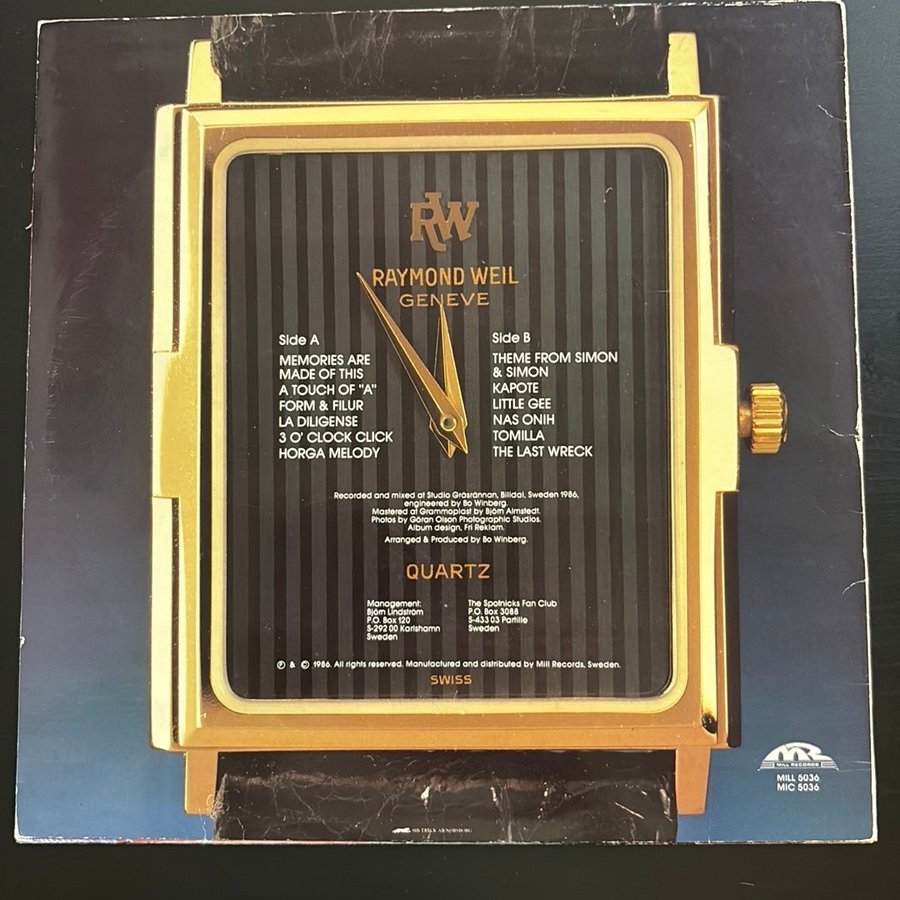 RW
RAYMOND WEIL
GENEVE
Side A
MEMORIES ARE
MADE OF THIS
A TOUCH OF "A"
FORM & FILUR
LA DILIGENSE
3 O' CLOCK CLICK
HORGA MELODY
Side B
THEME FROM SIMON
& SIMON
KAPOTE
LITTLE GEE
NAS ONIH
TOMILLA
THE LAST WRECK
Recorded and mixed at Studio Gräsrännan, Billdal, Sweden 1986,
engineered by Bo Winberg.
Mastered at Grammoplast by Björn Almstedt.
Photos by Göran Olson Photographic Studios.
Album design, Fri Reklam.
Arranged & Produced by Bo Winberg.
QUARTZ
Management:
Björn Lindström
P.O. Box 120
S-292 00 Karlshamn
Sweden
The Spotnicks Fan Club
P.O. Box 3088
S-433 03 Partille
Sweden
℗ & © 1986. All rights reserved. Manufactured and distributed by Mill Records, Sweden.
SWISS
MR
MILL RECORDS
MILL 5036
MIC 5036